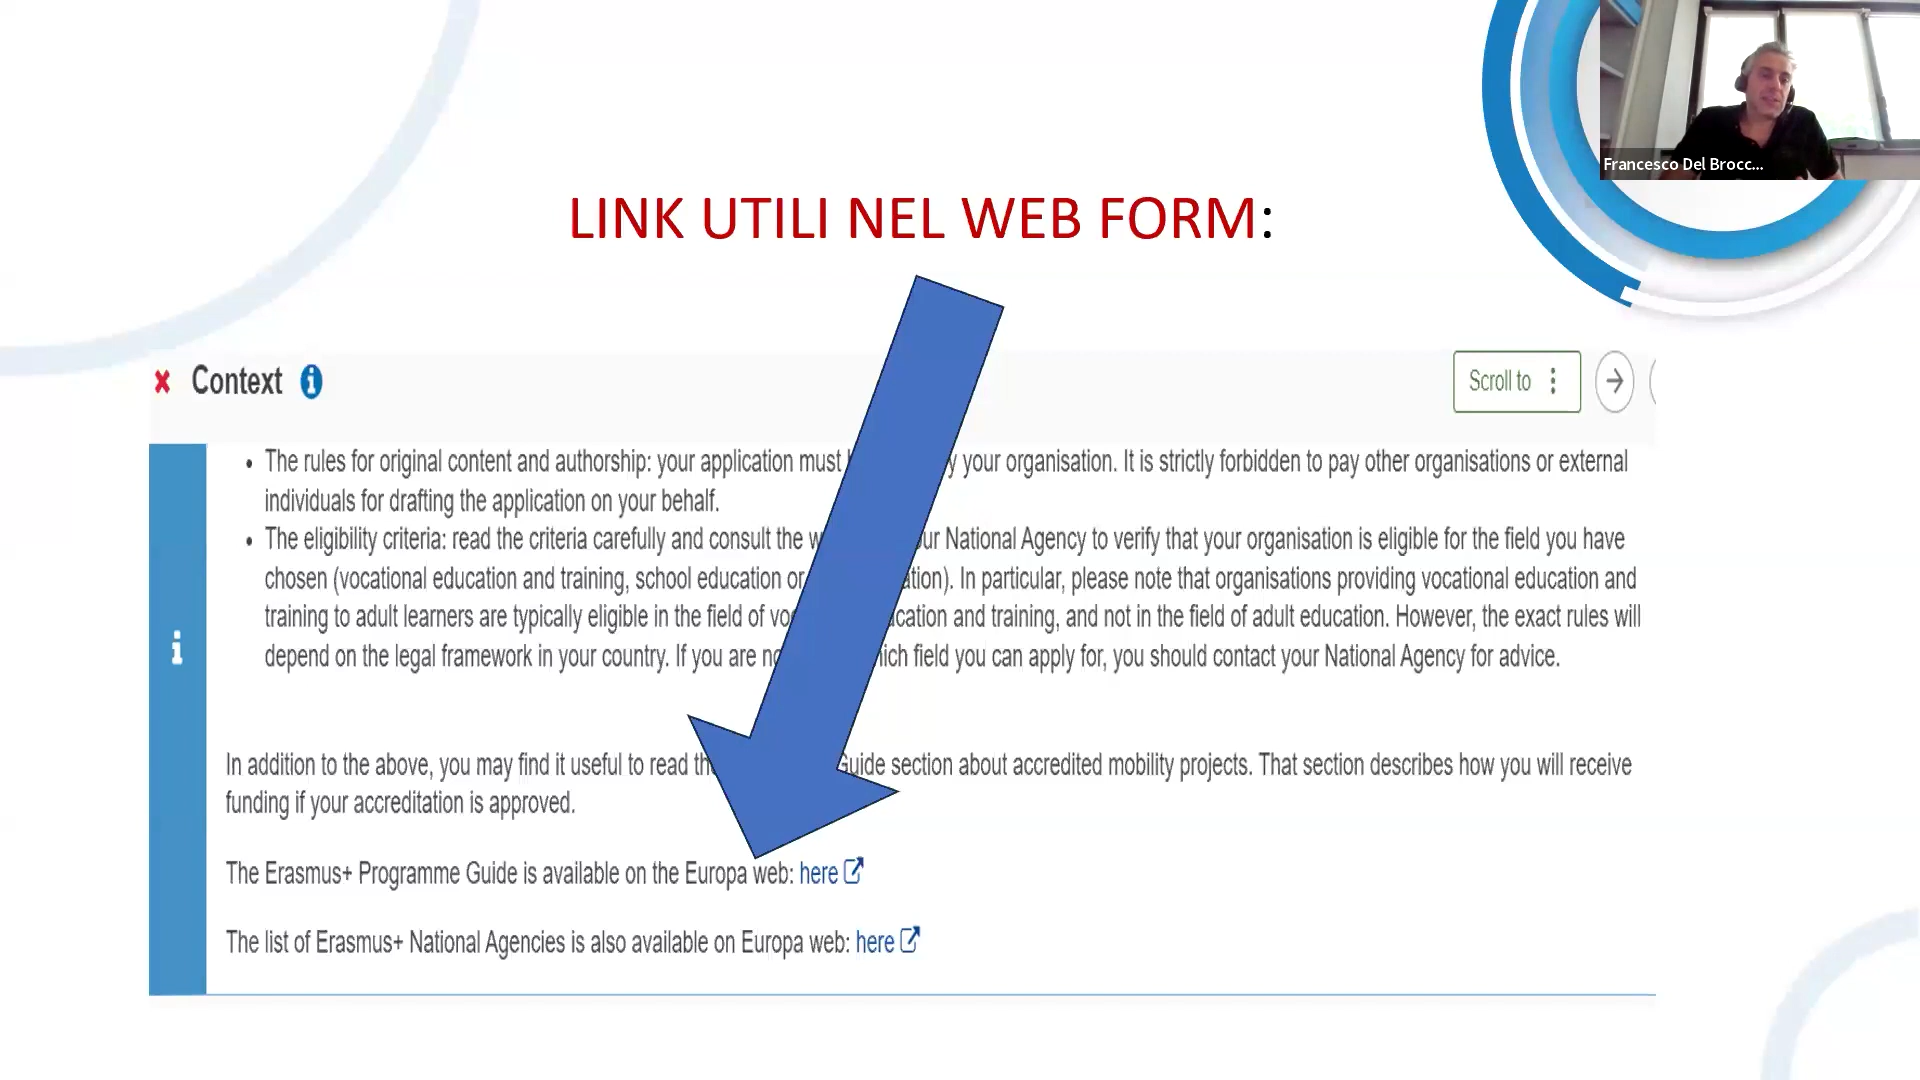 Francesco Del Brocc...
LINK UTILI NEL WEB FORM:
Context
Scroll to
The rules for original content and authorship: your application must y your organisation. It is strictly forbidden to pay other organisations or external
individuals for drafting the application on your behalf.
The eligibility criteria: read the criteria carefully and consult the w ur National Agency to verify that your organisation is eligible for the field you have
chosen (vocational education and training, school education or ation). In particular, please note that organisations providing vocational education and
training to adult learners are typically eligible in the field of voc cation and training, and not in the field of adult education. However, the exact rules will
depend on the legal framework in your country. If you are no ich field you can apply for, you should contact your National Agency for advice.
In addition to the above, you may find it useful to read the Guide section about accredited mobility projects. That section describes how you will receive
funding if your accreditation is approved.
The Erasmus+ Programme Guide is available on the Europa web: here
The list of Erasmus+ National Agencies is also available on Europa web: here